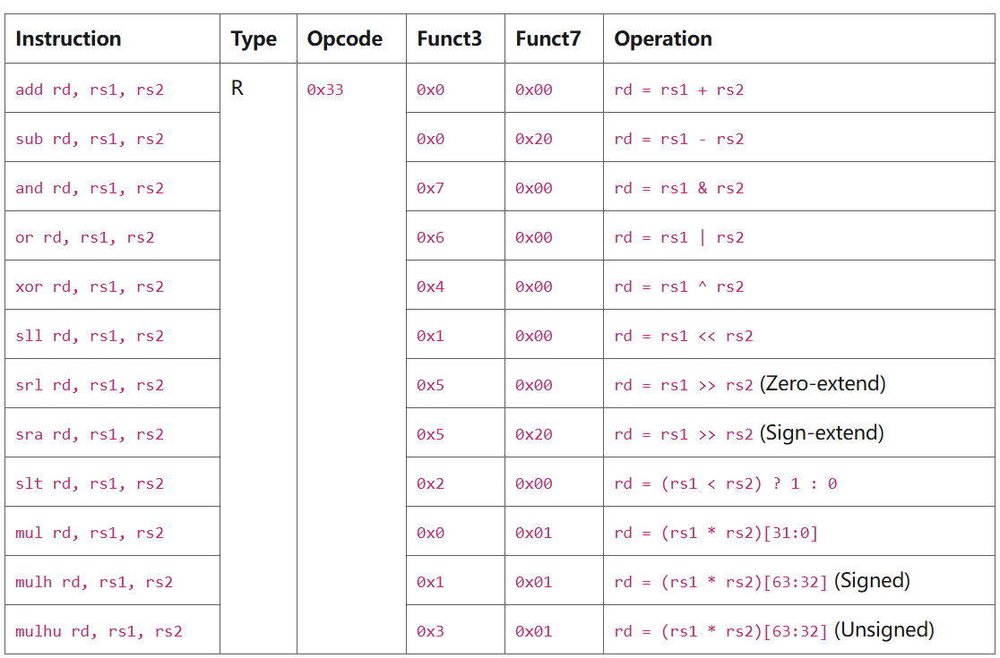 Instruction Type Opcode Funct3 Funct7 Operation
add rd, rs1, rs2 R 0x33 0x0 0x00 rd = rs1 + rs2
sub rd, rs1, rs2 0x0 0x20 rd = rs1 - rs2
and rd, rs1, rs2 0x7 0x00 rd = rs1 & rs2
or rd, rs1, rs2 0x6 0x00 rd = rs1 | rs2
xor rd, rs1, rs2 0x4 0x00 rd = rs1 ^ rs2
sll rd, rs1, rs2 0x1 0x00 rd = rs1 << rs2
srl rd, rs1, rs2 0x5 0x00 rd = rs1 >> rs2 (Zero-extend)
sra rd, rs1, rs2 0x5 0x20 rd = rs1 >> rs2 (Sign-extend)
slt rd, rs1, rs2 0x2 0x00 rd = (rs1 < rs2) ? 1 : 0
mul rd, rs1, rs2 0x0 0x01 rd = (rs1 * rs2)[31:0]
mulh rd, rs1, rs2 0x1 0x01 rd = (rs1 * rs2)[63:32] (Signed)
mulhu rd, rs1, rs2 0x3 0x01 rd = (rs1 * rs2)[63:32] (Unsigned)